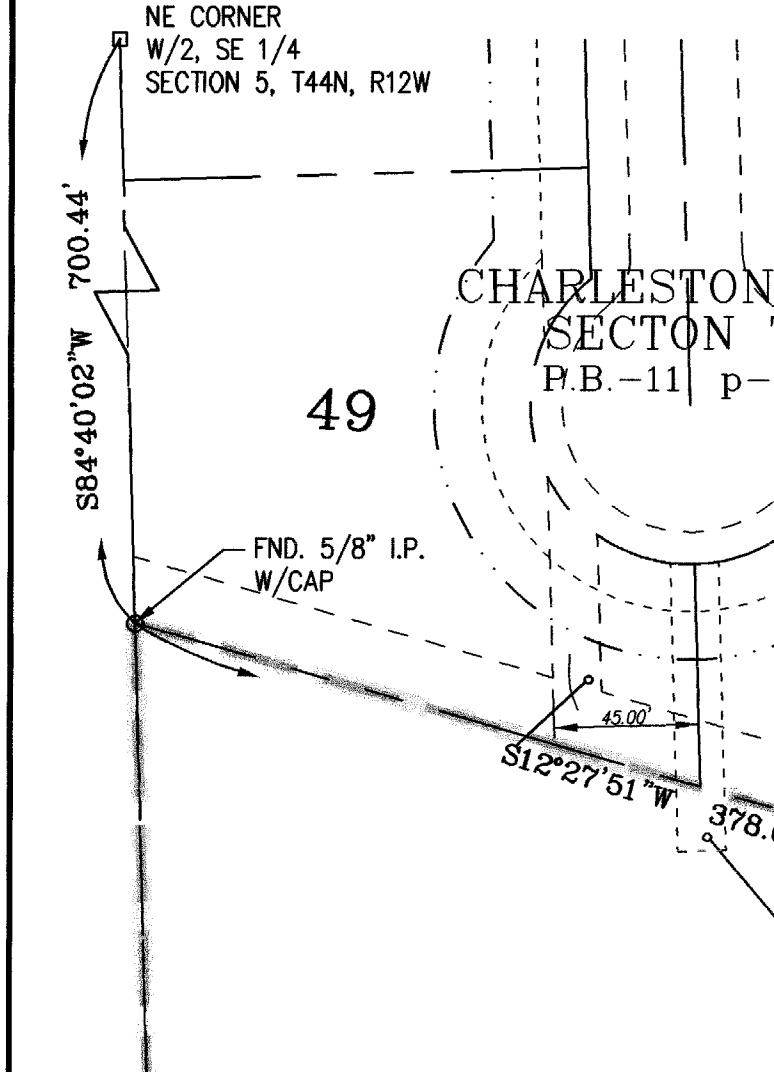 NE CORNER
W/2, SE 1/4
SECTION 5, T44N, R12W
S84°40'02"W 700.44'
CHARLESTON
SECTON
P.B.-11 p-
49
FND. 5/8" I.P.
W/CAP
45.00'
S12°27'51"W 378.